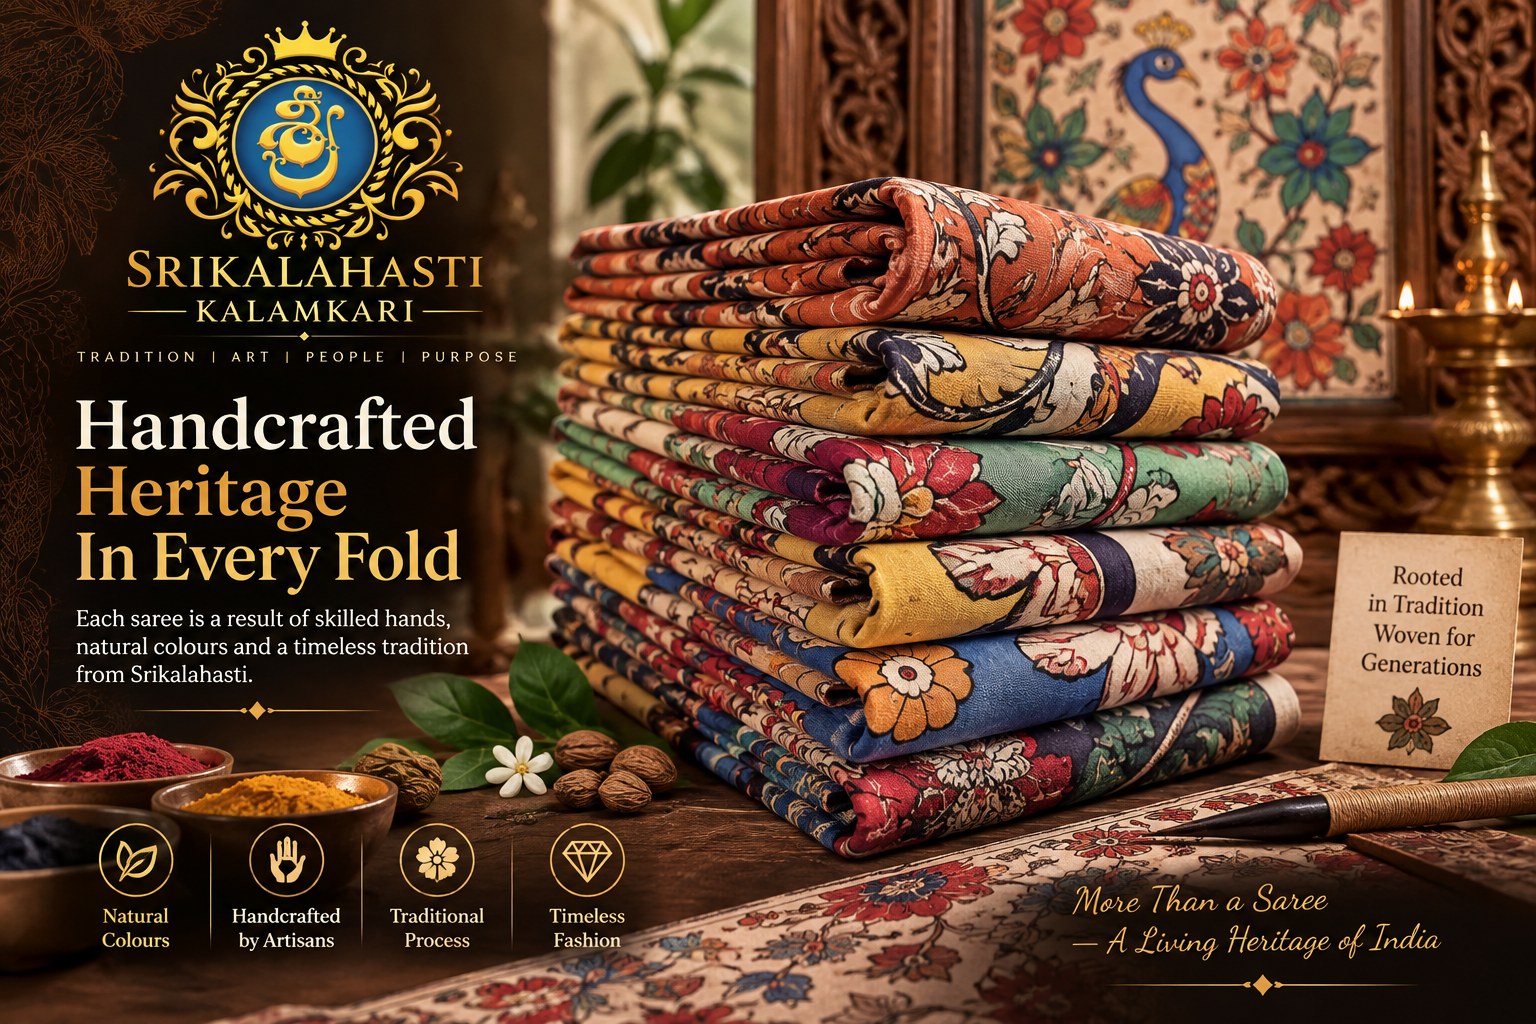 శ్రీ
SRIKALAHASTI
KALAMKARI
TRADITION | ART | PEOPLE | PURPOSE
Handcrafted
Heritage
In Every Fold
Each saree is a result of skilled hands,
natural colours and a timeless tradition
from Srikalahasti.
Natural
Colours
Handcrafted
by Artisans
Traditional
Process
Timeless
Fashion
Rooted
in Tradition
Woven for
Generations
More Than a Saree
— A Living Heritage of India